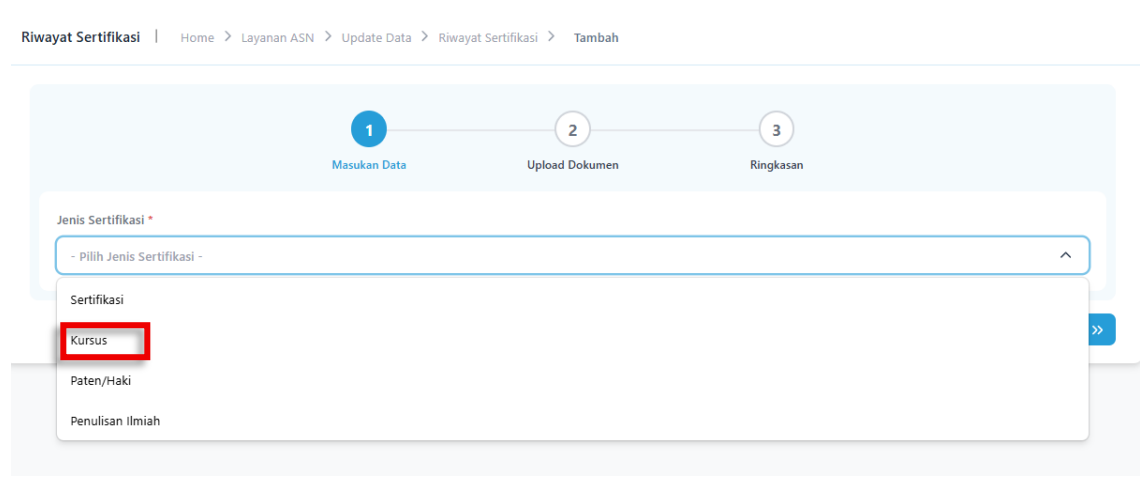 Riwayat Sertifikasi | Home > Layanan ASN > Update Data > Riwayat Sertifikasi > Tambah
1 2 3
Masukan Data Upload Dokumen Ringkasan
Jenis Sertifikasi *
- Pilih Jenis Sertifikasi -
Sertifikasi
Kursus
Paten/Haki
Penulisan Ilmiah